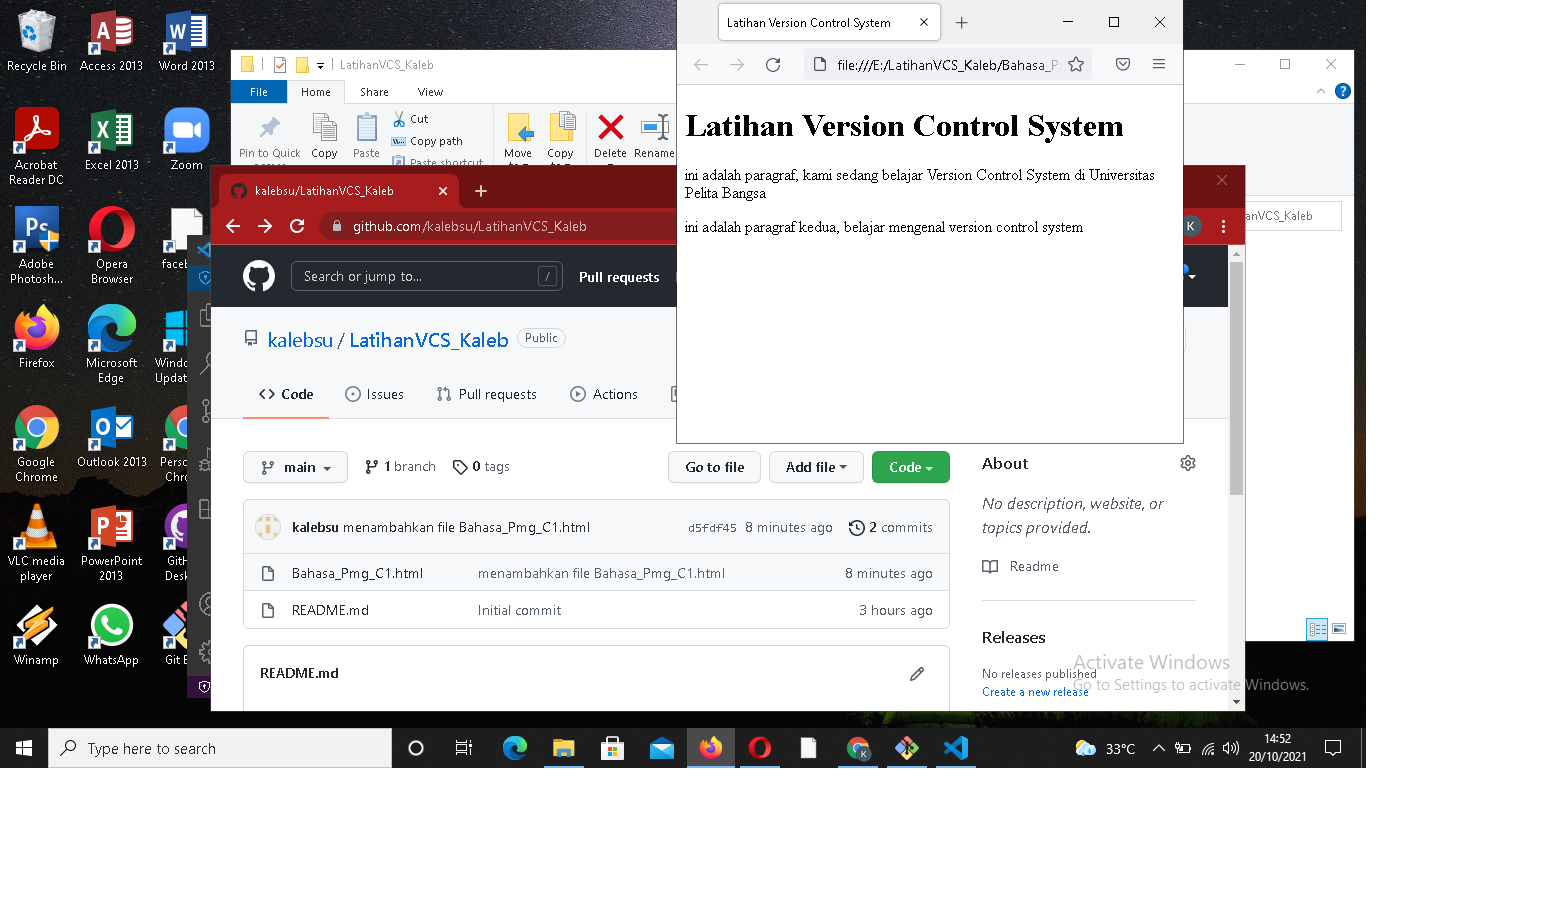 Recycle Bin
Access 2013
Word 2013
Acrobat
Reader DC
Excel 2013
Zoom
Adobe
Photosh...
Opera
Browser
Firefox
Microsoft
Edge
Google
Chrome
Outlook 2013
VLC media
player
PowerPoint
2013
Winamp
WhatsApp
LatihanVCS_Kaleb
File
Home
Share
View
Pin to Quick
Copy
Paste
Cut
Copy path
Paste shortcut
Move
Copy
Delete
Rename
Latihan Version Control System
file:///E:/LatihanVCS_Kaleb/Bahasa_P
Latihan Version Control System
ini adalah paragraf, kami sedang belajar Version Control System di Universitas
Pelita Bangsa
ini adalah paragraf kedua, belajar mengenal version control system
kalebsu/LatihanVCS_Kaleb
github.com/kalebsu/LatihanVCS_Kaleb
K
Search or jump to...
/
Pull requests
kalebsu / LatihanVCS_Kaleb Public
Code
Issues
Pull requests
Actions
main
1 branch
0 tags
Go to file
Add file
Code
kalebsu menambahkan file Bahasa_Pmg_C1.html d5fdf45 8 minutes ago 2 commits
Bahasa_Pmg_C1.html menambahkan file Bahasa_Pmg_C1.html 8 minutes ago
README.md Initial commit 3 hours ago
README.md
About
No description, website, or
topics provided.
Readme
Releases
No releases published
Create a new release
Activate Windows
Go to Settings to activate Windows.
Type here to search
33°C
14:52
20/10/2021